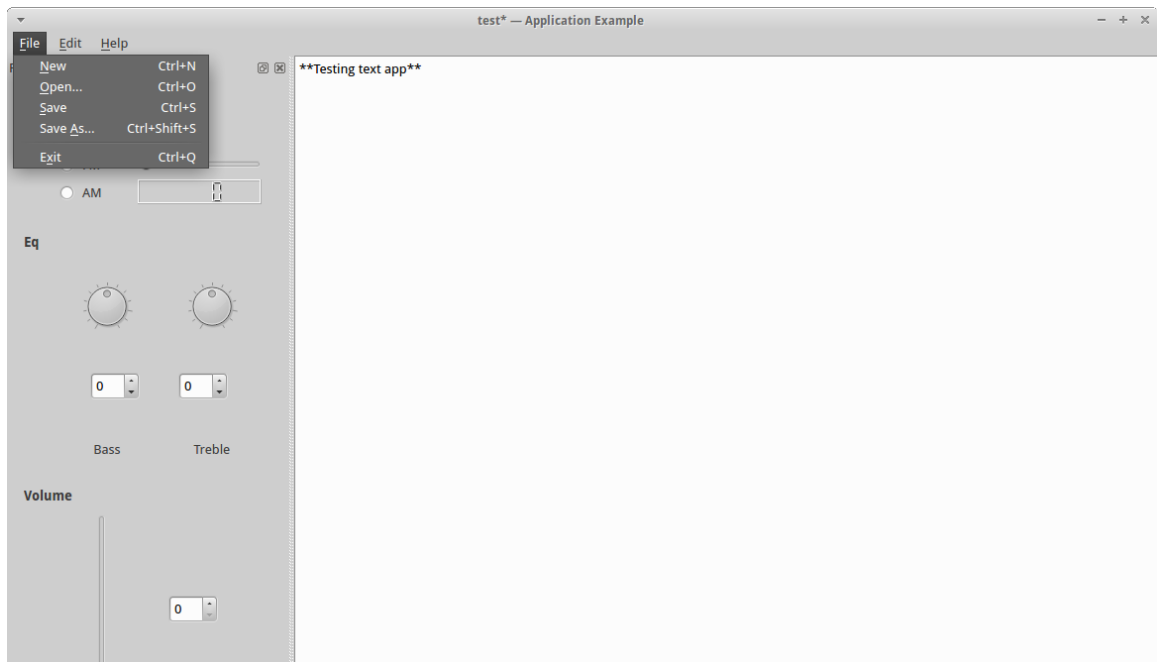 test* — Application Example
File Edit Help
New Ctrl+N
Open... Ctrl+O
Save Ctrl+S
Save As... Ctrl+Shift+S
Exit Ctrl+Q
**Testing text app**
AM 0
Eq
0 0
Bass Treble
Volume
0